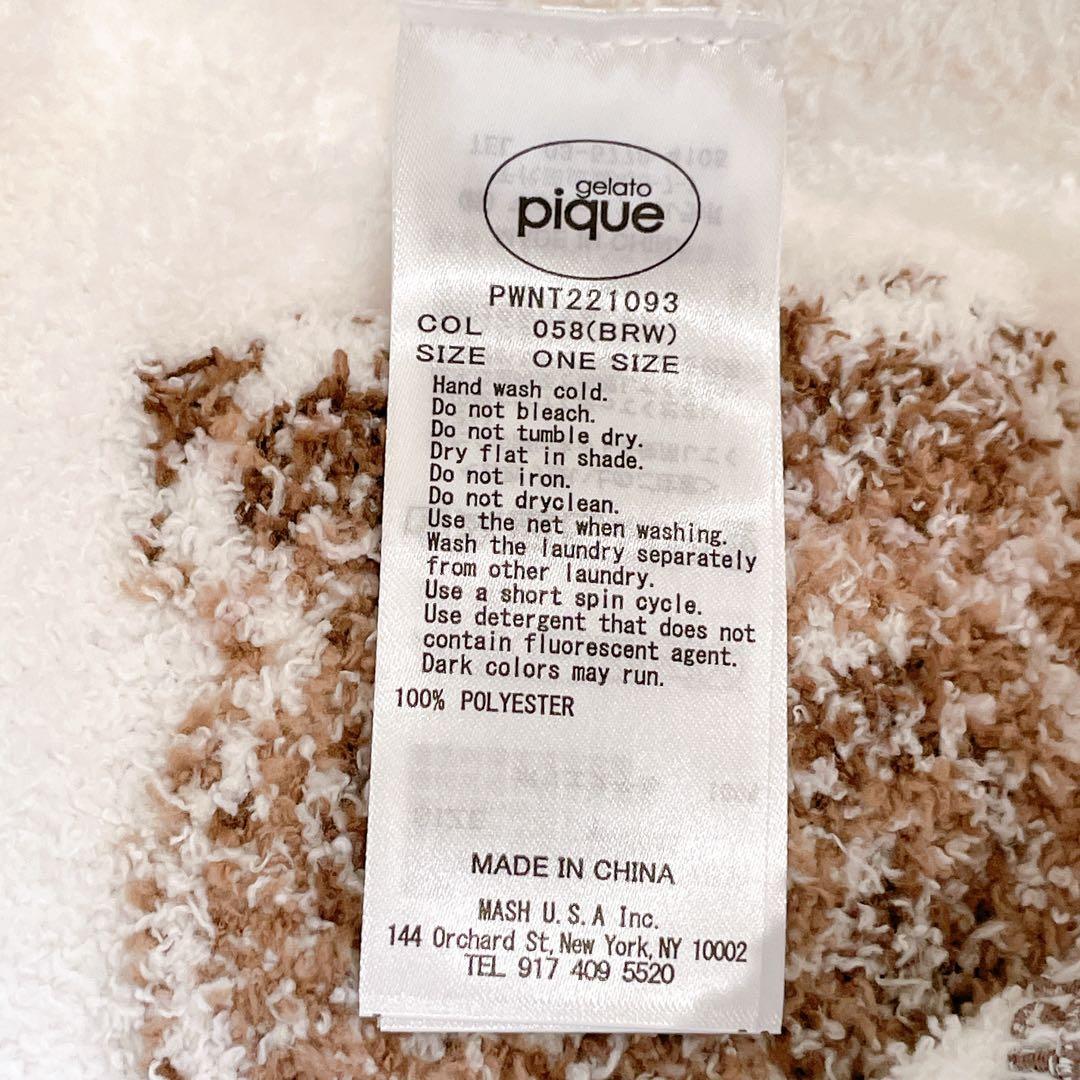 gelato
pique
PWNT221093
COL 058(BRW)
SIZE ONE SIZE
Hand wash cold.
Do not bleach.
Do not tumble dry.
Dry flat in shade.
Do not iron.
Do not dryclean.
Use the net when washing.
Wash the laundry separately
from other laundry.
Use a short spin cycle.
Use detergent that does not
contain fluorescent agent.
Dark colors may run.
100% POLYESTER
MADE IN CHINA
MASH U.S.A Inc.
144 Orchard St, New York, NY 10002
TEL 917 409 5520